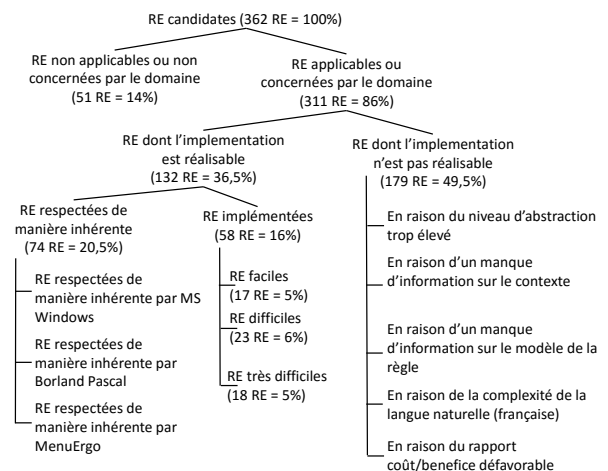 RE candidates (362 RE = 100%)
RE non applicables ou non
concernées par le domaine
(51 RE = 14%)
RE applicables ou
concernées par le domaine
(311 RE = 86%)
RE dont l’implementation
est réalisable
(132 RE = 36,5%)
RE dont l’implementation
n’est pas réalisable
(179 RE = 49,5%)
RE respectées de
manière inhérente
(74 RE = 20,5%)
RE respectées de
manière inhérente par MS
Windows
RE respectées de
manière inhérente par
Borland Pascal
RE respectées de
manière inhérente par
MenuErgo
RE implémentées
(58 RE = 16%)
RE faciles
(17 RE = 5%)
RE difficiles
(23 RE = 6%)
RE très difficiles
(18 RE = 5%)
En raison du niveau d’abstraction
trop élevé
En raison d’un manque
d’information sur le contexte
En raison d’un manque
d’information sur le modèle de la
règle
En raison de la complexité de la
langue naturelle (française)
En raison du rapport
coût/benefice défavorable